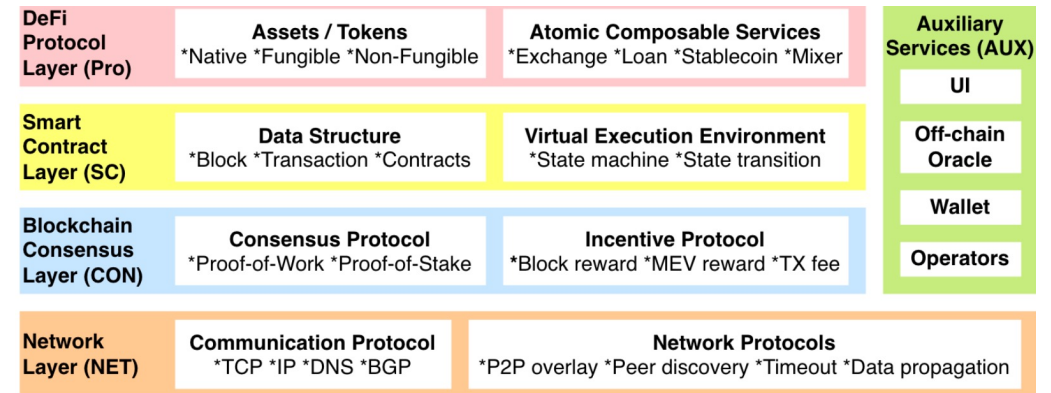 DeFi
Protocol
Layer (Pro)
Assets / Tokens
*Native *Fungible *Non-Fungible
Atomic Composable Services
*Exchange *Loan *Stablecoin *Mixer
Smart
Contract
Layer (SC)
Data Structure
*Block *Transaction *Contracts
Virtual Execution Environment
*State machine *State transition
Blockchain
Consensus
Layer (CON)
Consensus Protocol
*Proof-of-Work *Proof-of-Stake
Incentive Protocol
*Block reward *MEV reward *TX fee
Auxiliary
Services (AUX)
UI
Off-chain
Oracle
Wallet
Operators
Network
Layer (NET)
Communication Protocol
*TCP *IP *DNS *BGP
Network Protocols
*P2P overlay *Peer discovery *Timeout *Data propagation